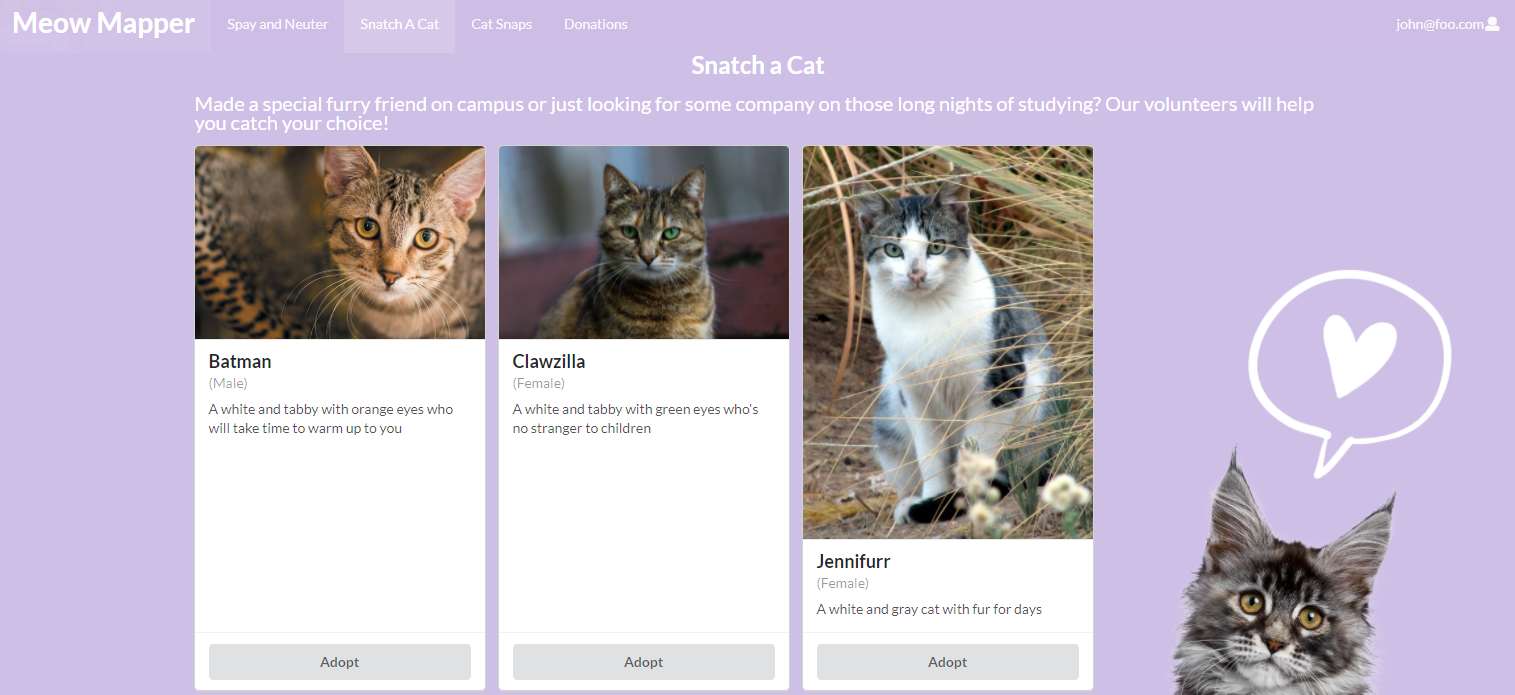 Meow Mapper
Spay and Neuter
Snatch A Cat
Cat Snaps
Donations
john@foo.com
Snatch a Cat
Made a special furry friend on campus or just looking for some company on those long nights of studying? Our volunteers will help
you catch your choice!
Batman
(Male)
A white and tabby with orange eyes who
will take time to warm up to you
Adopt
Clawzilla
(Female)
A white and tabby with green eyes who's
no stranger to children
Adopt
Jennifurr
(Female)
A white and gray cat with fur for days
Adopt